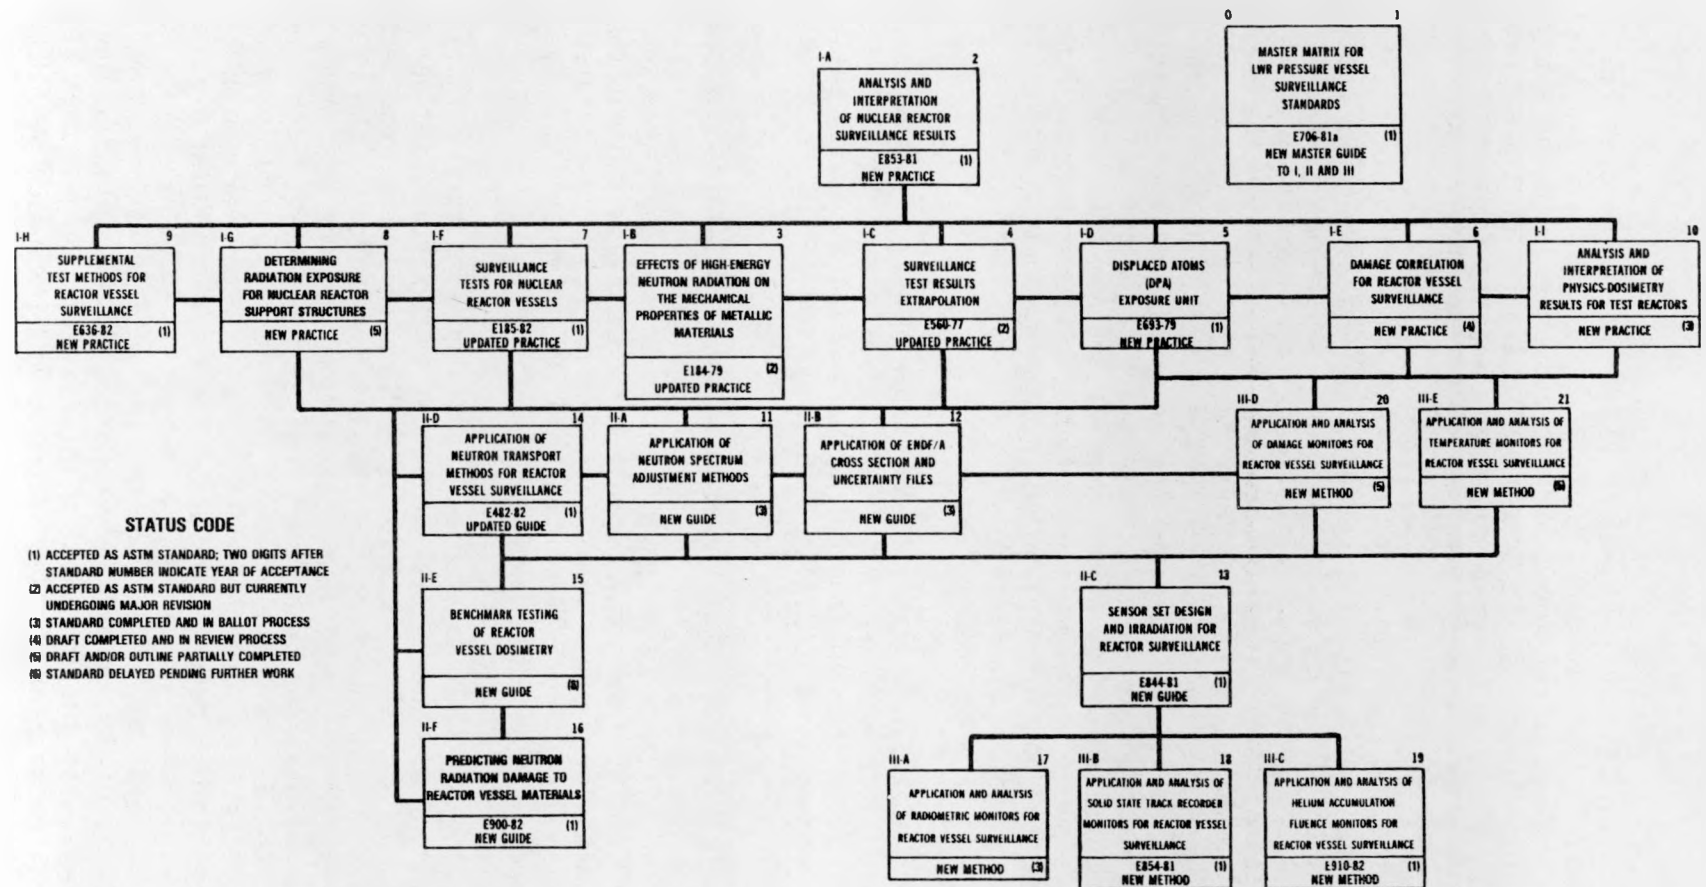 0 1
MASTER MATRIX FOR
LWR PRESSURE VESSEL
SURVEILLANCE
STANDARDS
E706-81a (1)
NEW MASTER GUIDE
TO I, II AND III
I-A 2
ANALYSIS AND
INTERPRETATION
OF NUCLEAR REACTOR
SURVEILLANCE RESULTS
E853-81 (1)
NEW PRACTICE
I-H 9
SUPPLEMENTAL
TEST METHODS FOR
REACTOR VESSEL
SURVEILLANCE
E636-82 (1)
NEW PRACTICE
I-G 8
DETERMINING
RADIATION EXPOSURE
FOR NUCLEAR REACTOR
SUPPORT STRUCTURES
NEW PRACTICE (5)
I-F 7
SURVEILLANCE
TESTS FOR NUCLEAR
REACTOR VESSELS
E185-82 (1)
UPDATED PRACTICE
I-B 3
EFFECTS OF HIGH-ENERGY
NEUTRON RADIATION ON
THE MECHANICAL
PROPERTIES OF METALLIC
MATERIALS
E184-79 (2)
UPDATED PRACTICE
I-C 4
SURVEILLANCE
TEST RESULTS
EXTRAPOLATION
E560-77 (2)
UPDATED PRACTICE
I-D 5
DISPLACED ATOMS
(DPA)
EXPOSURE UNIT
E693-79 (1)
NEW PRACTICE
I-E 6
DAMAGE CORRELATION
FOR REACTOR VESSEL
SURVEILLANCE
NEW PRACTICE (4)
I-I 10
ANALYSIS AND
INTERPRETATION OF
PHYSICS-DOSIMETRY
RESULTS FOR TEST REACTORS
NEW PRACTICE (3)
II-D 14
APPLICATION OF
NEUTRON TRANSPORT
METHODS FOR REACTOR
VESSEL SURVEILLANCE
E482-82 (1)
UPDATED GUIDE
II-A 11
APPLICATION OF
NEUTRON SPECTRUM
ADJUSTMENT METHODS
NEW GUIDE (3)
II-B 12
APPLICATION OF ENDF/A
CROSS SECTION AND
UNCERTAINTY FILES
NEW GUIDE (3)
III-D 20
APPLICATION AND ANALYSIS
OF DAMAGE MONITORS FOR
REACTOR VESSEL SURVEILLANCE
NEW METHOD (5)
III-E 21
APPLICATION AND ANALYSIS OF
TEMPERATURE MONITORS FOR
REACTOR VESSEL SURVEILLANCE
NEW METHOD
STATUS CODE
(1) ACCEPTED AS ASTM STANDARD; TWO DIGITS AFTER
STANDARD NUMBER INDICATE YEAR OF ACCEPTANCE
(2) ACCEPTED AS ASTM STANDARD BUT CURRENTLY
UNDERGOING MAJOR REVISION
(3) STANDARD COMPLETED AND IN BALLOT PROCESS
(4) DRAFT COMPLETED AND IN REVIEW PROCESS
(5) DRAFT AND/OR OUTLINE PARTIALLY COMPLETED
(6) STANDARD DELAYED PENDING FURTHER WORK
II-E 15
BENCHMARK TESTING
OF REACTOR
VESSEL DOSIMETRY
NEW GUIDE
II-C 13
SENSOR SET DESIGN
AND IRRADIATION FOR
REACTOR SURVEILLANCE
E844-81 (1)
NEW GUIDE
II-F 16
PREDICTING NEUTRON
RADIATION DAMAGE TO
REACTOR VESSEL MATERIALS
E900-82 (1)
NEW GUIDE
III-A 17
APPLICATION AND ANALYSIS
OF RADIOMETRIC MONITORS FOR
REACTOR VESSEL SURVEILLANCE
NEW METHOD (3)
III-B 18
APPLICATION AND ANALYSIS OF
SOLID STATE TRACK RECORDER
MONITORS FOR REACTOR VESSEL
SURVEILLANCE
E854-81 (1)
NEW METHOD
III-C 19
APPLICATION AND ANALYSIS OF
HELIUM ACCUMULATION
FLUENCE MONITORS FOR
REACTOR VESSEL SURVEILLANCE
E910-82 (1)
NEW METHOD